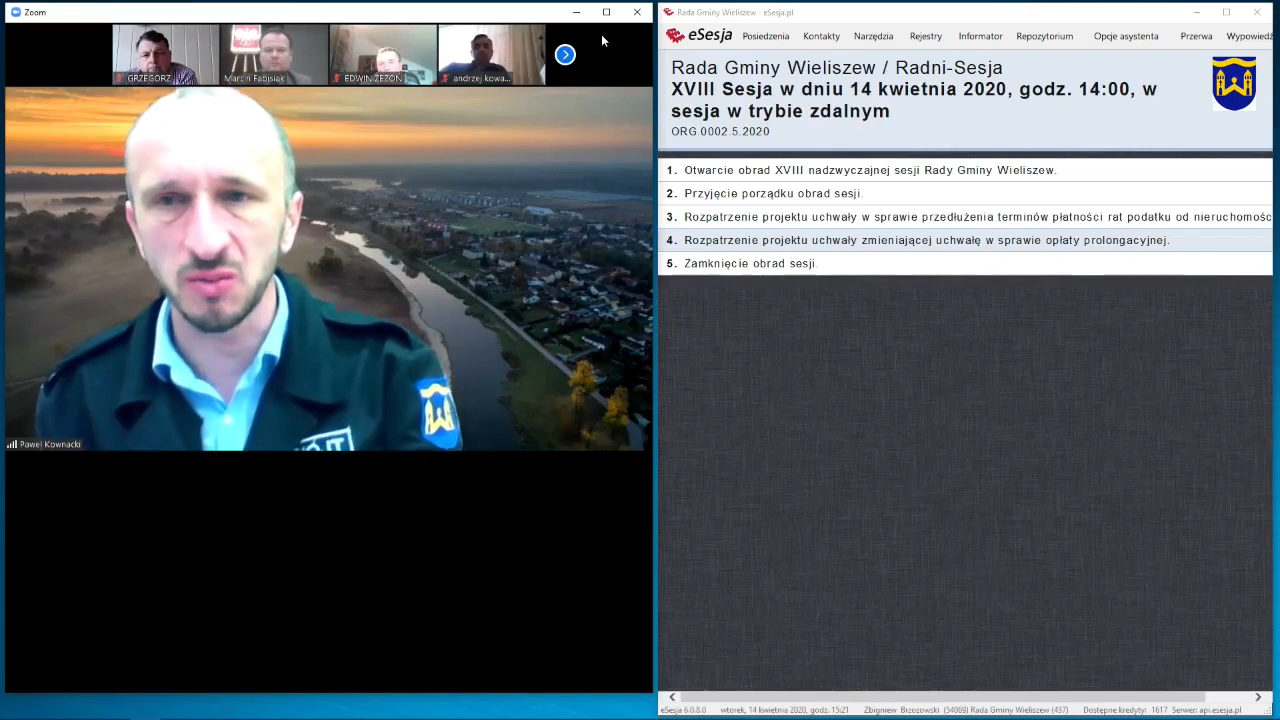 Zoom
GRZEGORZ
Marcin Fabisiak
EDWIN ZEZOŃ
andrzej kowa...
Paweł Kownacki
Rada Gminy Wieliszew - eSesja.pl
eSesja Posiedzenia Kontakty Narzędzia Rejestry Informator Repozytorium Opcje asystenta Przerwa Wypowiedź
Rada Gminy Wieliszew / Radni-Sesja
XVIII Sesja w dniu 14 kwietnia 2020, godz. 14:00, w
sesja w trybie zdalnym
ORG.0002.5.2020
1. Otwarcie obrad XVIII nadzwyczajnej sesji Rady Gminy Wieliszew.
2. Przyjęcie porządku obrad sesji.
3. Rozpatrzenie projektu uchwały w sprawie przedłużenia terminów płatności rat podatku od nieruchomośc
4. Rozpatrzenie projektu uchwały zmieniającej uchwałę w sprawie opłaty prolongacyjnej.
5. Zamknięcie obrad sesji.
eSesja 6.0.8.0 wtorek, 14 kwietnia 2020, godz. 15:21 Zbigniew Brzozowski (54069) Rada Gminy Wieliszew (437) Dostępne kredyty: 1617 Serwer: api.esesja.pl